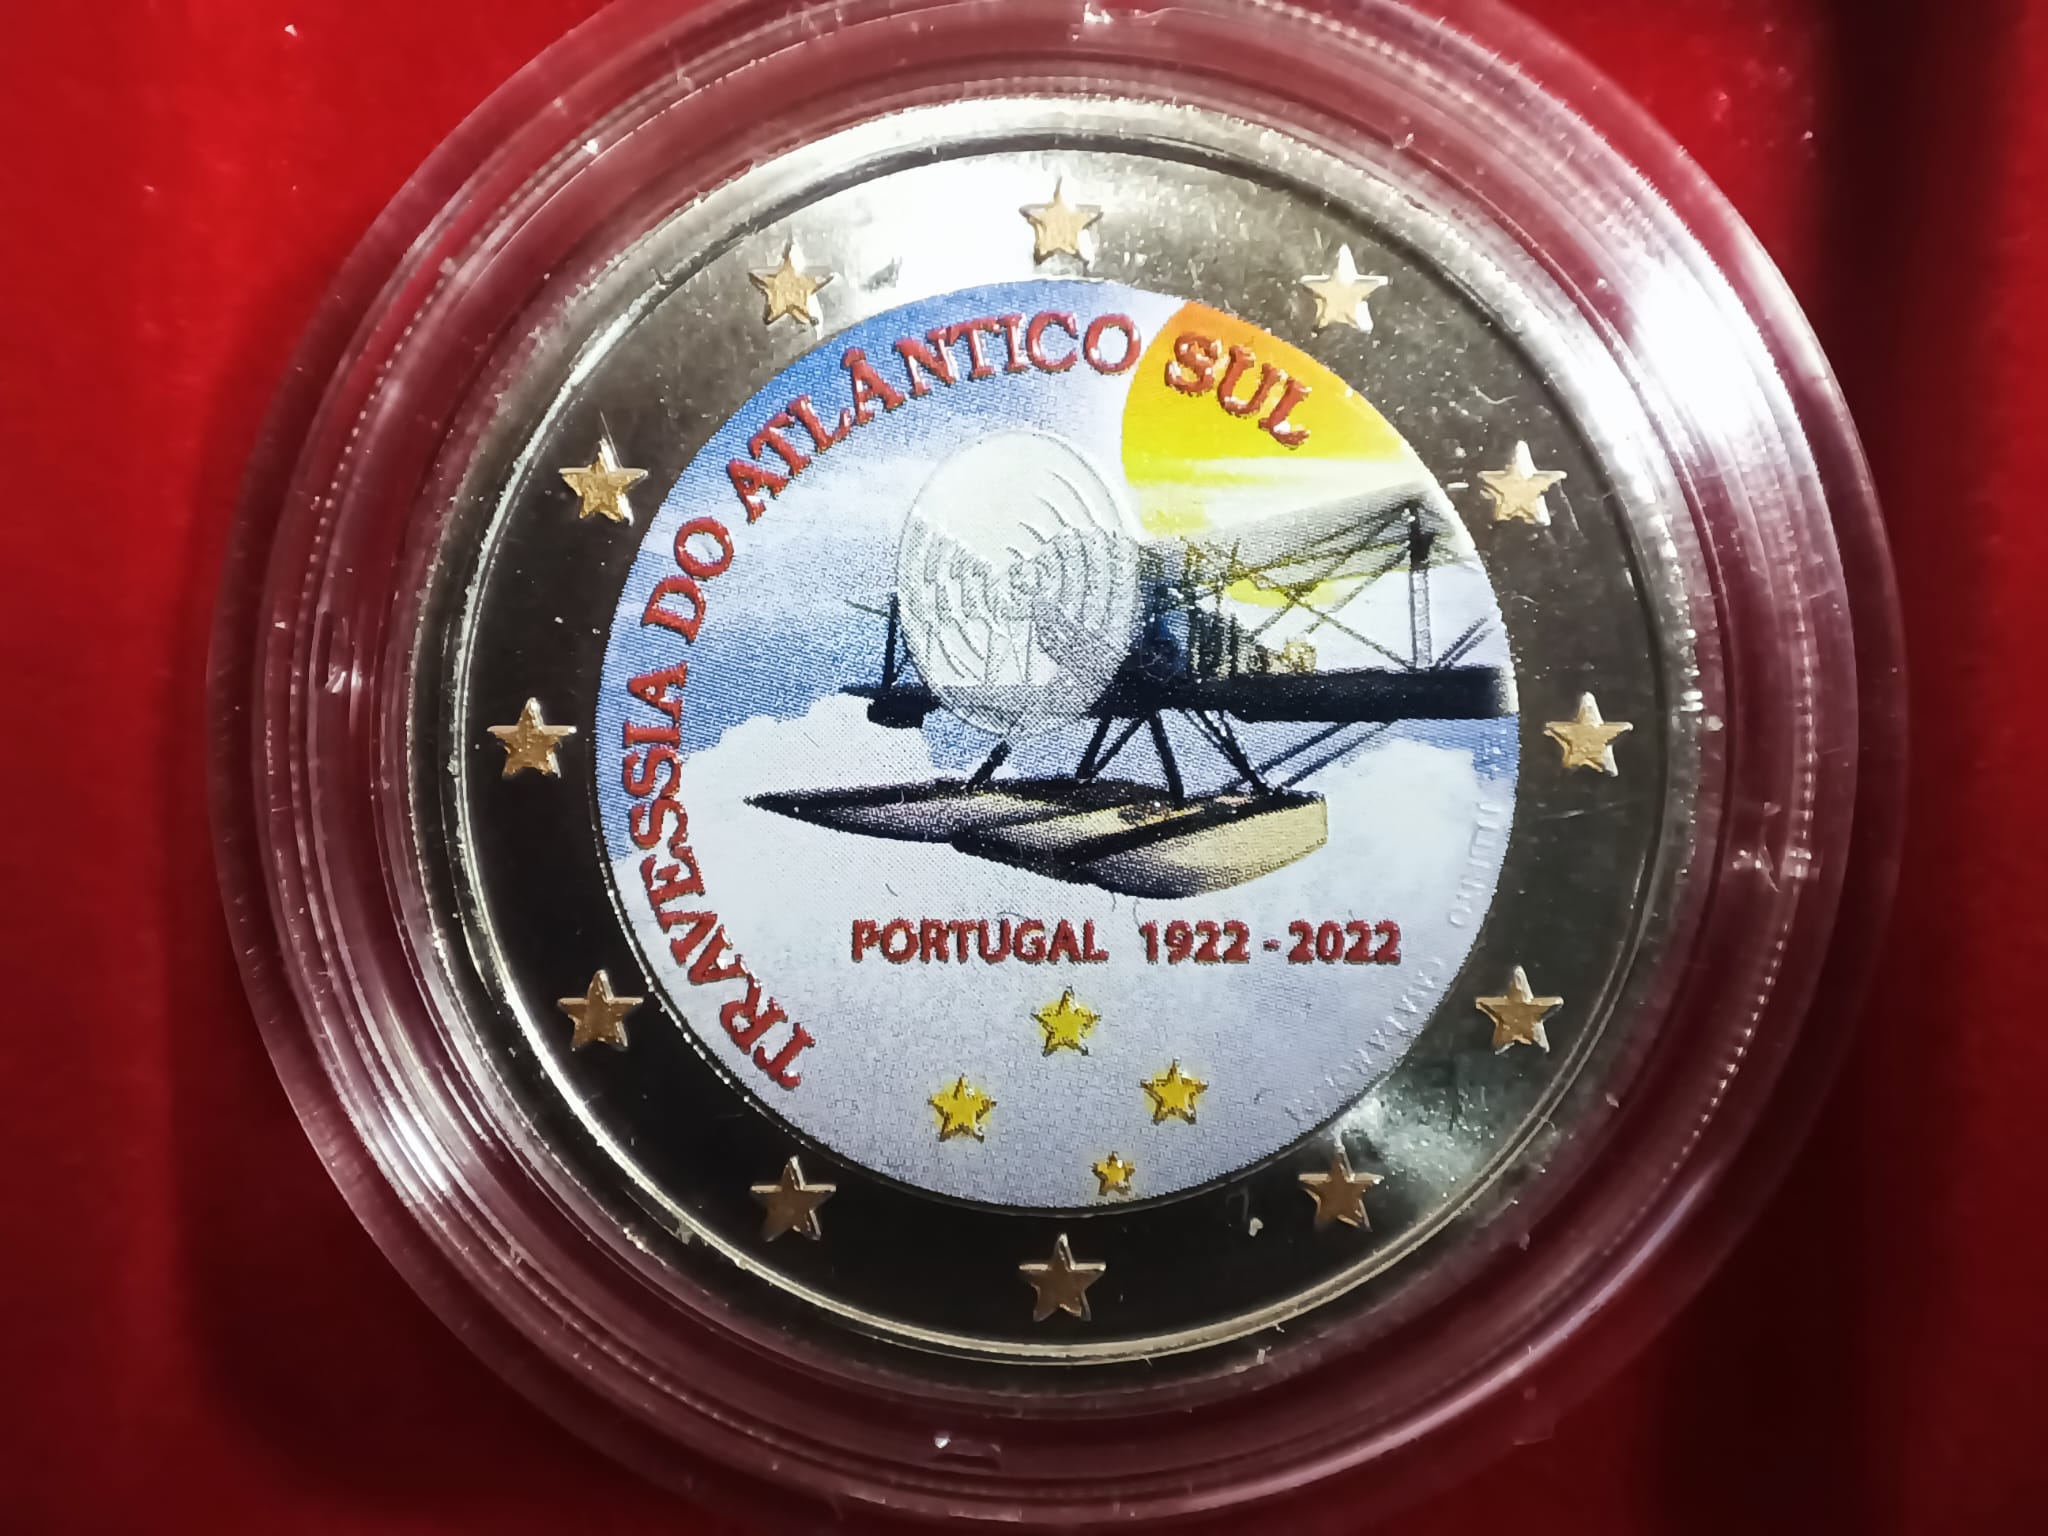 TRAVESSIA DO ATLÂNTICO SUL
PORTUGAL 1922 - 2022